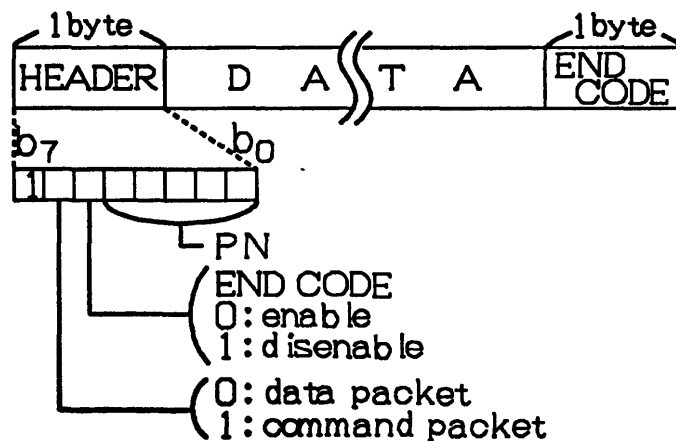 1byte 1byte
HEADER D A T A END CODE
b7 b0
1
PN
END CODE
0:enable
1:disenable
0:data packet
1:command packet